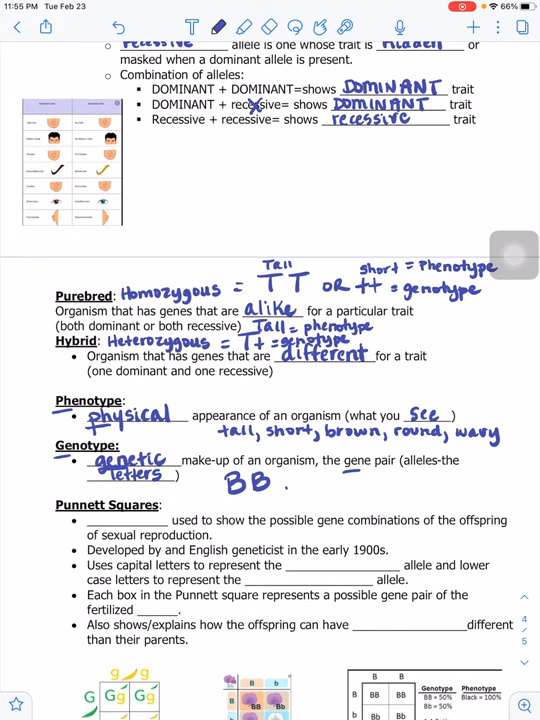 11:55 PM Tue Feb 23
66%
recessive allele is one whose trait is hidden or
masked when a dominant allele is present.
Combination of alleles:
DOMINANT + DOMINANT=shows DOMINANT trait
DOMINANT + recessive= shows DOMINANT trait
Recessive + recessive= shows recessive trait
Tall short = Phenotype
Purebred: Homozygous = TT OR tt = genotype
Organism that has genes that are alike for a particular trait
(both dominant or both recessive) Tall = phenotype
Hybrid: Heterozygous = Tt = genotype
Organism that has genes that are different for a trait
(one dominant and one recessive)
Phenotype:
physical appearance of an organism (what you see)
tall, short, brown, round, wavy
Genotype:
genetic make-up of an organism, the gene pair (alleles-the
letters)
BB
Punnett Squares:
used to show the possible gene combinations of the offspring
of sexual reproduction.
Developed by and English geneticist in the early 1900s.
Uses capital letters to represent the allele and lower
case letters to represent the allele.
Each box in the Punnett square represents a possible gene pair of the
fertilized .
Also shows/explains how the offspring can have different
than their parents.
4
5
g g
G Gg Gg
B b
B BB Bb
b
B B
B BB BB
b Bb Bb
Genotype Phenotype
BB = 50% Black = 100%
Bb = 50%